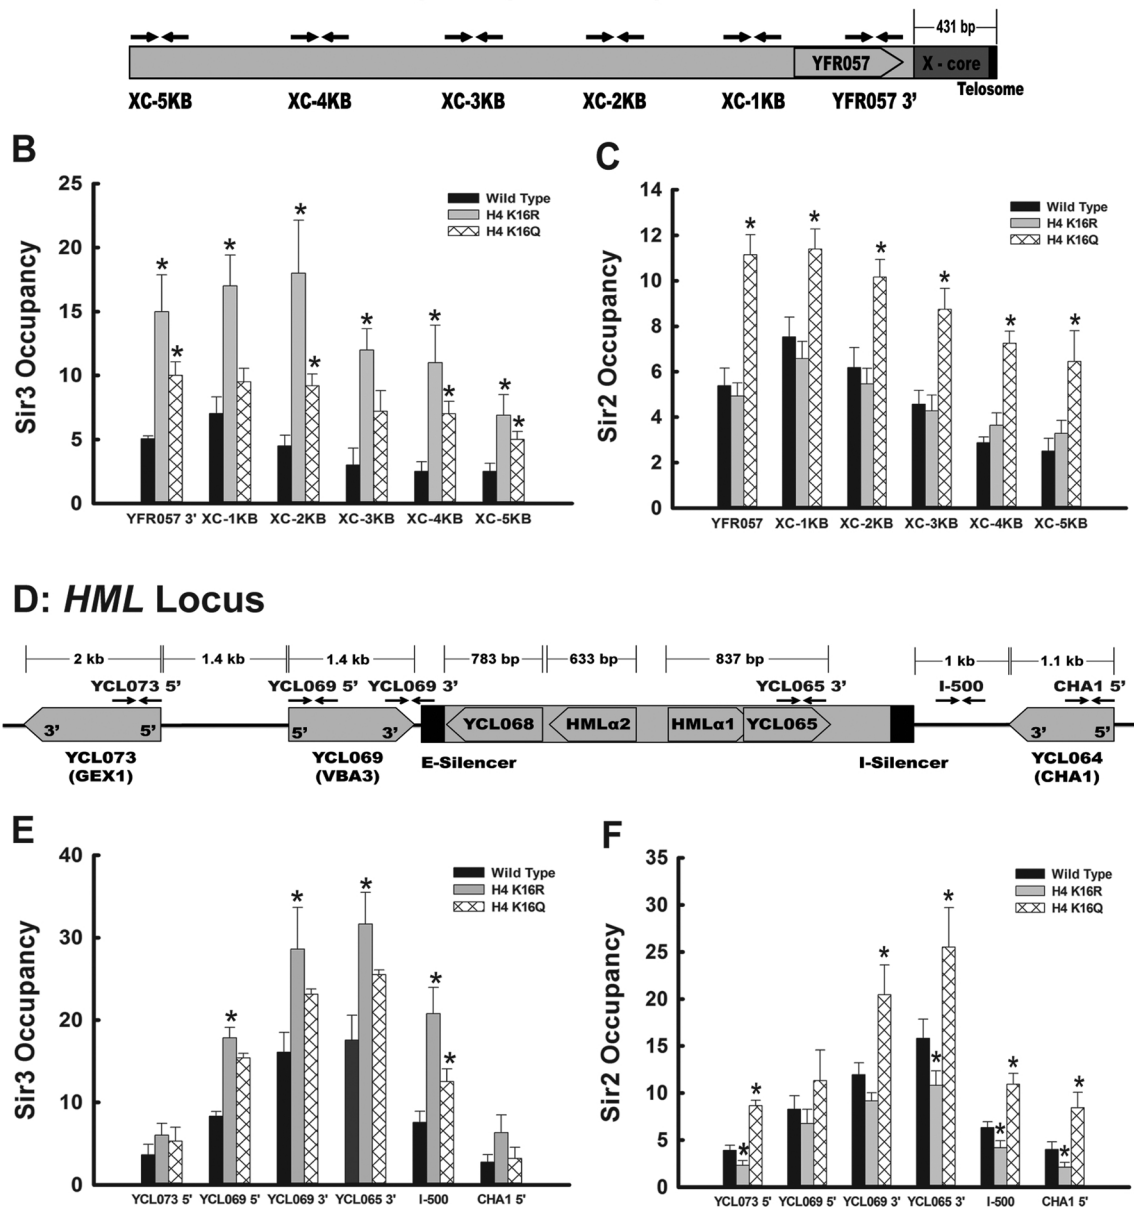 431 bp
YFR057
X - core
Telosome
XC-5KB XC-4KB XC-3KB XC-2KB XC-1KB YFR057 3’
B
Sir3 Occupancy
25
20
15
10
5
0
Wild Type
H4 K16R
H4 K16Q
* * * * * * * * * *
YFR057 3' XC-1KB XC-2KB XC-3KB XC-4KB XC-5KB
C
Sir2 Occupancy
14
12
10
8
6
4
2
0
Wild Type
H4 K16R
H4 K16Q
* * * * * *
YFR057 XC-1KB XC-2KB XC-3KB XC-4KB XC-5KB
D: HML Locus
2 kb 1.4 kb 1.4 kb 783 bp 633 bp 837 bp 1 kb 1.1 kb
YCL073 5’ YCL069 5’ YCL069 3’ YCL065 3’ I-500 CHA1 5’
3’ 5’ 5’ 3’ YCL068 HMLα2 HMLα1 YCL065 3’ 5’
YCL073
(GEX1)
YCL069
(VBA3)
E-Silencer
I-Silencer
YCL064
(CHA1)
E
Sir3 Occupancy
40
30
20
10
0
Wild Type
H4 K16R
H4 K16Q
* * * * *
YCL073 5' YCL069 5' YCL069 3' YCL065 3' I-500 CHA1 5'
F
Sir2 Occupancy
35
30
25
20
15
10
5
0
Wild Type
H4 K16R
H4 K16Q
* * * * * * * * *
YCL073 5' YCL069 5' YCL069 3' YCL065 3' I-500 CHA1 5'